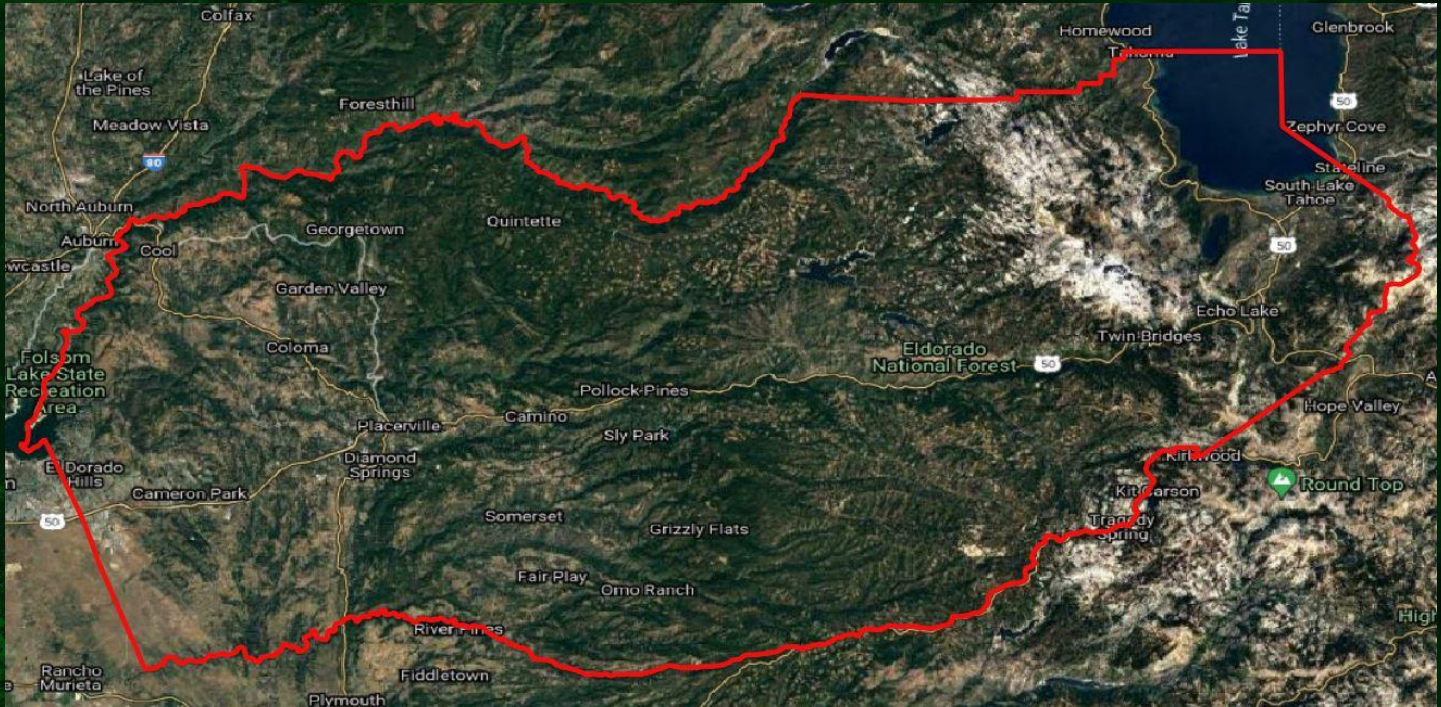 Colfax
Homewood
Glenbrook
Lake of
the Pines
Foresthill
50
Meadow Vista
Zephyr Cove
80
Stateline
South Lake
Tahoe
North Auburn
Quintette
Georgetown
Auburn
Cool
50
Garden Valley
Echo Lake
Coloma
Twin Bridges
Folsom
Lake State
Recreation
Area
Eldorado
National Forest
50
Pollock Pines
Camino
Hope Valley
Placerville
Sly Park
Diamond
Springs
El Dorado
Hills
Kirkwood
Cameron Park
Round Top
Kit Carson
50
Somerset
Grizzly Flats
Tragedy
Spring
Fair Play
Omo Ranch
River Pines
Rancho
Murieta
Fiddletown
Plymouth